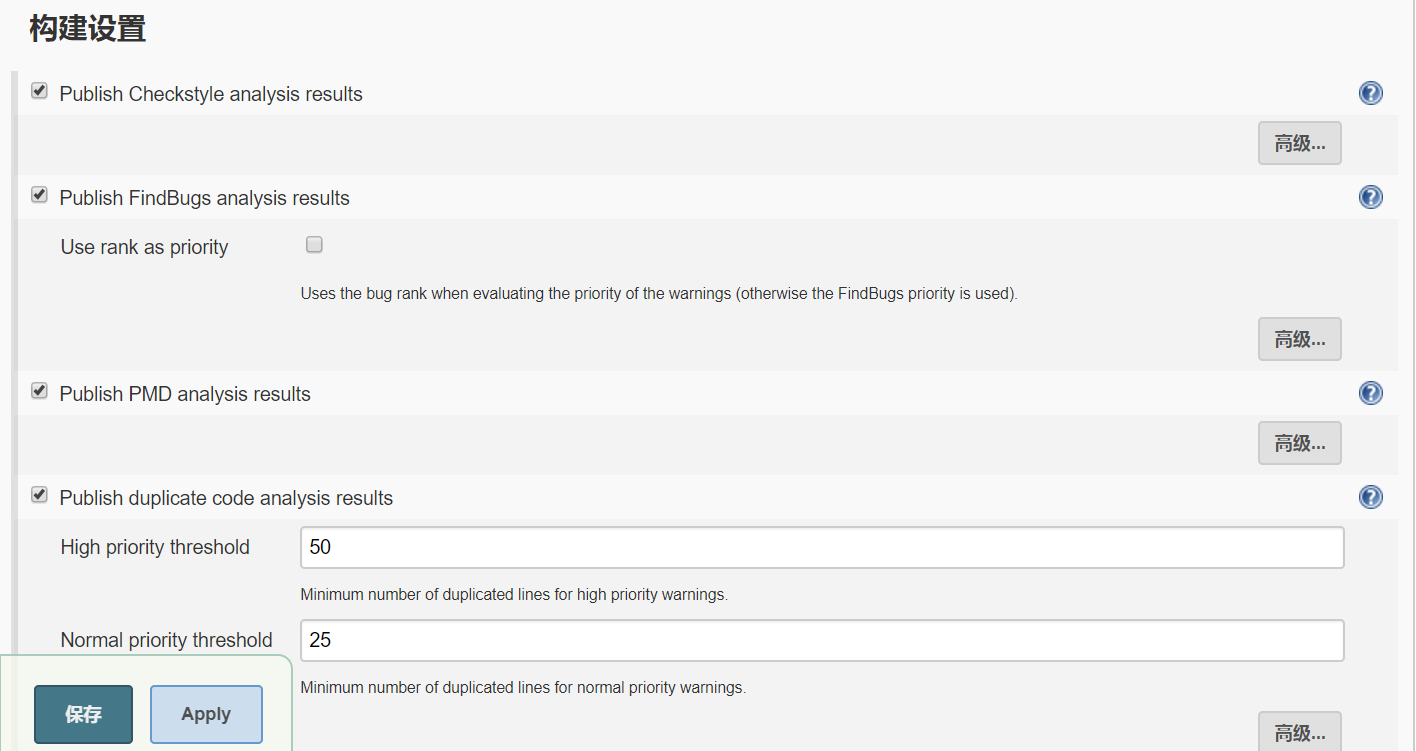 构建设置
Publish Checkstyle analysis results
高级...
Publish FindBugs analysis results
Use rank as priority
Uses the bug rank when evaluating the priority of the warnings (otherwise the FindBugs priority is used).
高级...
Publish PMD analysis results
高级...
Publish duplicate code analysis results
High priority threshold 50
Minimum number of duplicated lines for high priority warnings.
Normal priority threshold 25
Minimum number of duplicated lines for normal priority warnings.
保存 Apply
高级...